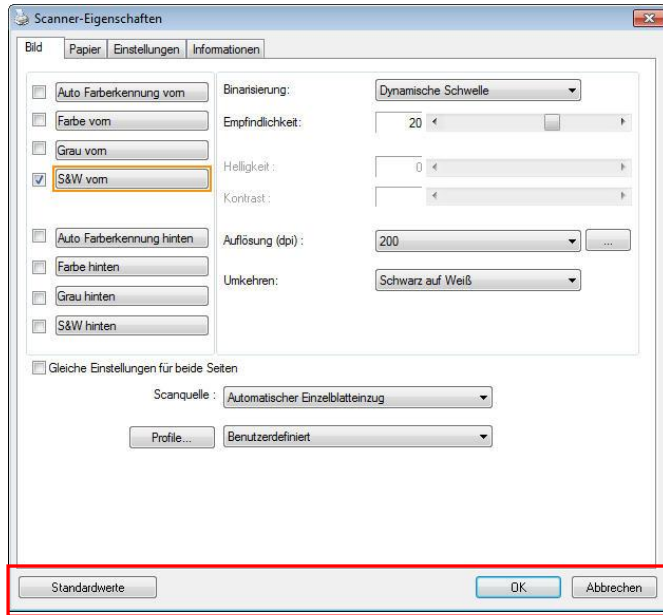 Scanner-Eigenschaften
Bild Papier Einstellungen Informationen
Auto Farberkennung vorn
Farbe vorn
Grau vorn
S&W vorn
Auto Farberkennung hinten
Farbe hinten
Grau hinten
S&W hinten
Binarisierung: Dynamische Schwelle
Empfindlichkeit: 20
Helligkeit : 0
Kontrast :
Auflösung (dpi) : 200 ...
Umkehren: Schwarz auf Weiß
Gleiche Einstellungen für beide Seiten
Scanquelle : Automatischer Einzelblatteinzug
Profile... Benutzerdefiniert
Standardwerte OK Abbrechen